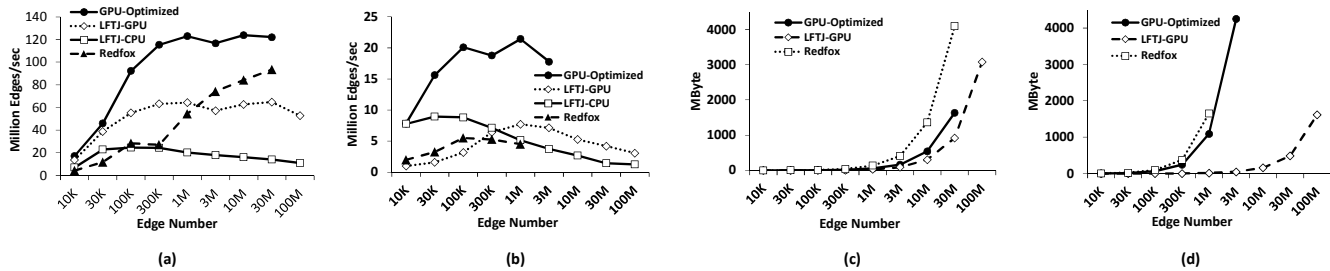 Million Edges/sec
140
120
100
80
60
40
20
0
GPU-Optimized
LFTJ-GPU
LFTJ-CPU
Redfox
10K
30K
100K
300K
1M
3M
10M
30M
100M
Edge Number
(a)
Million Edges/sec
25
20
15
10
5
0
GPU-Optimized
LFTJ-GPU
LFTJ-CPU
Redfox
10K
30K
100K
300K
1M
3M
10M
30M
100M
Edge Number
(b)
MByte
4000
3000
2000
1000
0
GPU-Optimized
LFTJ-GPU
Redfox
10K
30K
100K
300K
1M
3M
10M
30M
100M
Edge Number
(c)
MByte
4000
3000
2000
1000
0
GPU-Optimized
LFTJ-GPU
Redfox
10K
30K
100K
300K
1M
3M
10M
30M
100M
Edge Number
(d)